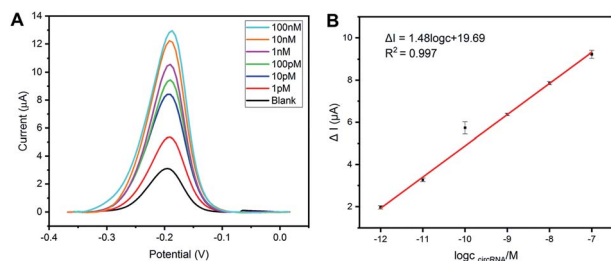 A
14
12
10
8
6
4
2
0
Current (μA)
100nM
10nM
1nM
100pM
10pM
1pM
Blank
-0.4
-0.3
-0.2
-0.1
0.0
Potential (V)
B
ΔI = 1.48logc+19.69
R² = 0.997
10
8
6
4
2
Δ I (μA)
-12
-11
-10
-9
-8
-7
logc circRNA/M